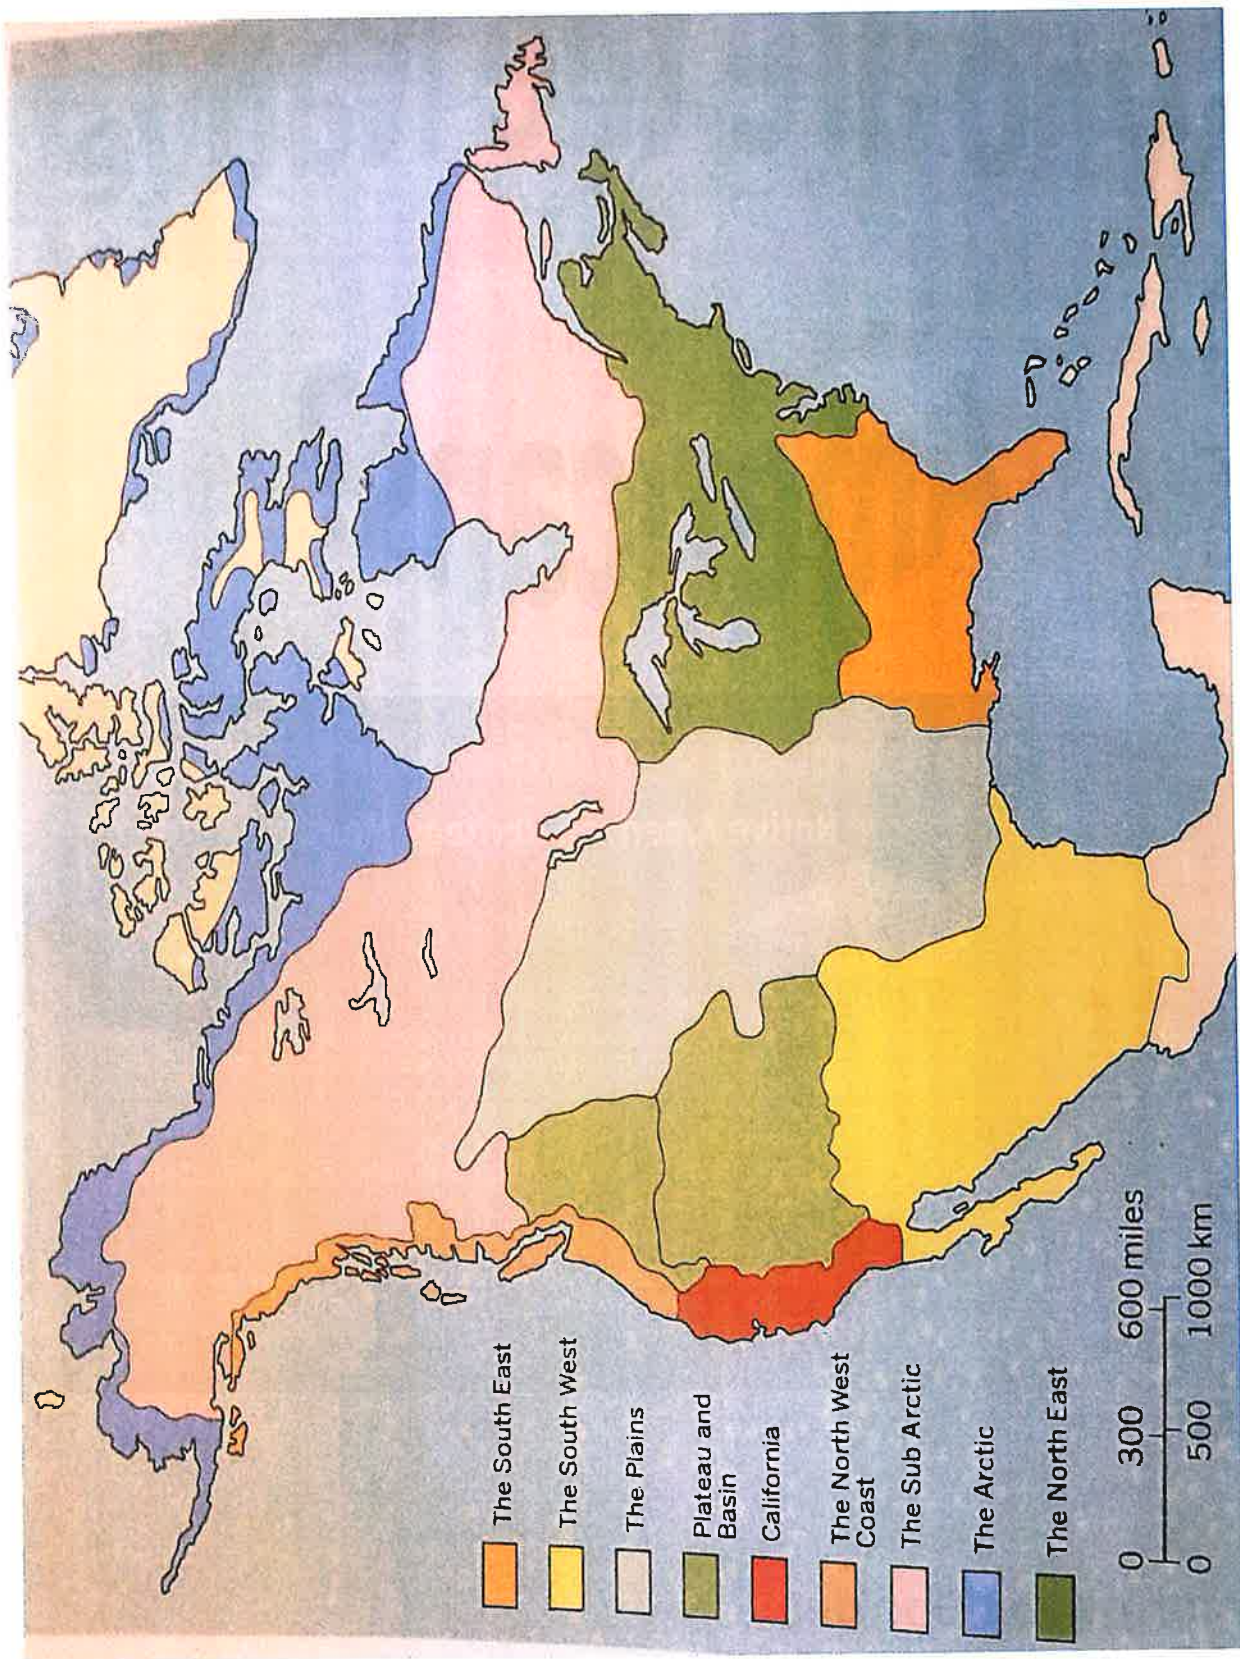 The South East
The South West
The Plains
Plateau and
Basin
California
The North West
Coast
The Sub Arctic
The Arctic
The North East
0 300 600 miles
0 500 1000 km